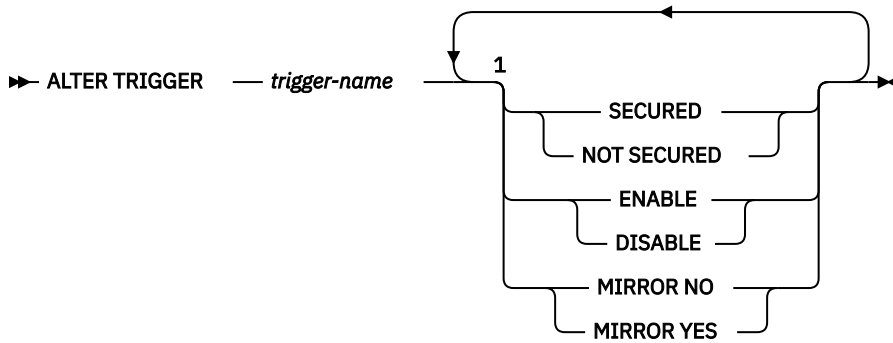 1
ALTER TRIGGER trigger-name
SECURED
NOT SECURED
ENABLE
DISABLE
MIRROR NO
MIRROR YES